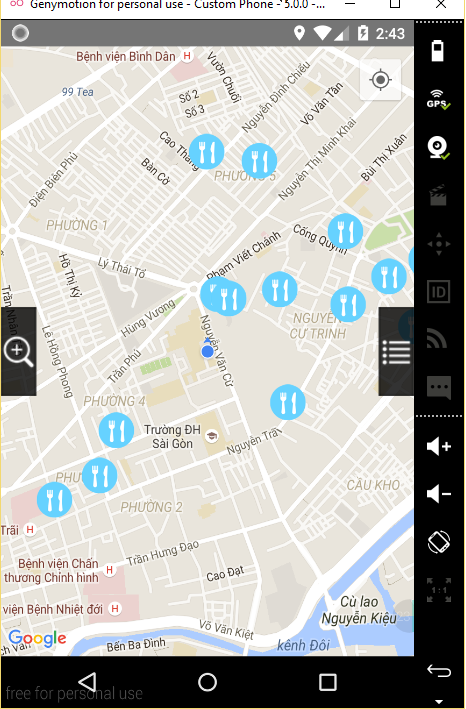 Genymotion for personal use - Custom Phone - 5.0.0 -...
2:43
Bệnh viện Bình Dân H
Vườn Chuối
99 Tea
Số 2
Số 3
Nguyễn Đình Chiểu
Võ Văn Tần
Cao Thắng
Bàn Cờ
Nguyễn Thị Minh Khai
Bùi Thị Xuân
Điện Biên Phủ
PHƯỜNG 5
PHƯỜNG 1
Cống Quỳnh
Phạm Viết Chánh
Hồ Thị Kỷ
Lý Thái Tổ
GPS
ID
Hùng Vương
NGUYỄN
CƯ TRINH
Nguyễn Văn Cừ
Lê Hồng Phong
Trần Phú
PHƯỜNG 4
Trường ĐH
Sài Gòn
Nguyễn Trãi
CẦU KHO
PHƯỜNG 2
Trãi H
Trần Hưng Đạo
Bệnh viện Chấn
thương Chỉnh hình H
Cao Đạt
1:1
Cù lao
Nguyễn Kiệu
viện Bệnh Nhiệt đới H
Võ Văn Kiệt
Google
Bến Ba Đình
kênh Đôi
free for personal use